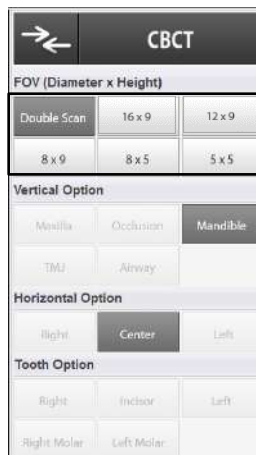 CBCT
FOV (Diameter x Height)
Double Scan 16 x 9 12 x 9
8 x 9 8 x 5 5 x 5
Vertical Option
Maxilla Occlusion Mandible
TMJ Airway
Horizontal Option
Right Center Left
Tooth Option
Right Incisor Left
Right Molar Left Molar